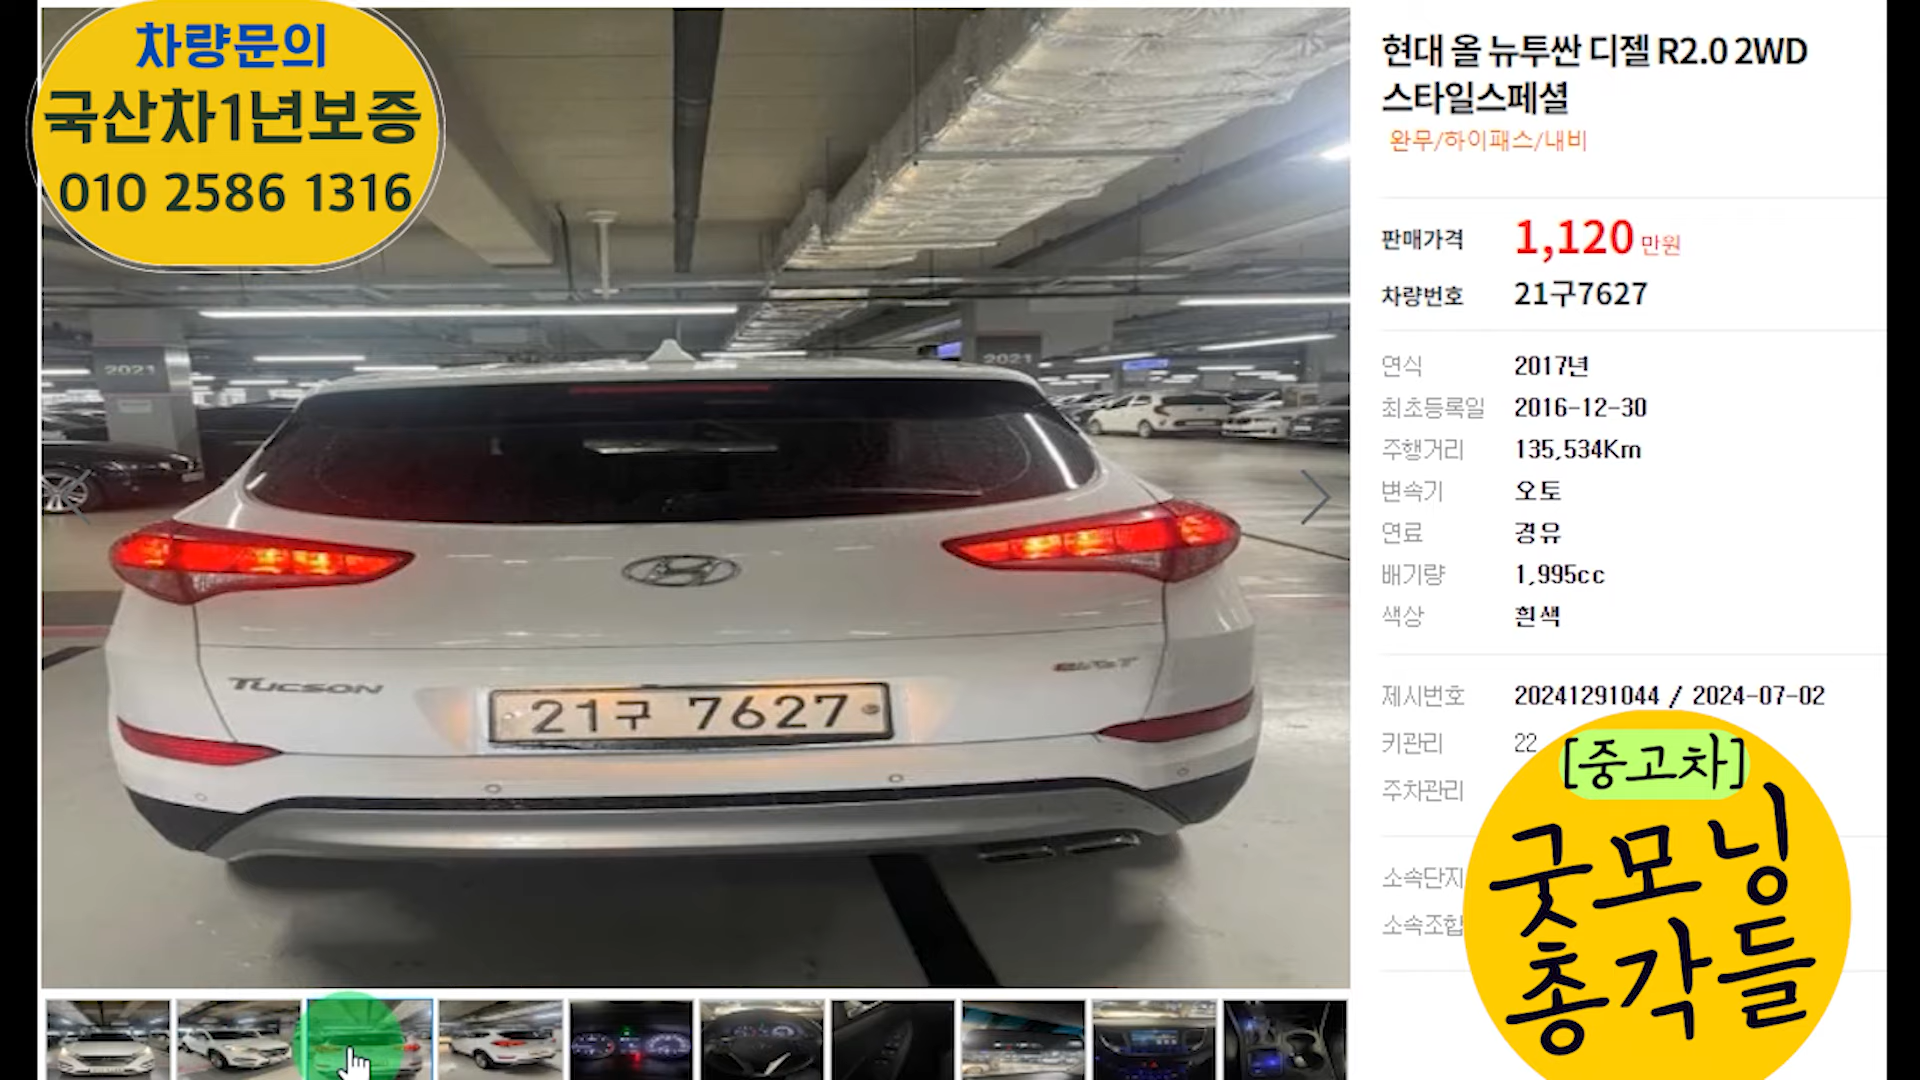 차량문의
국산차1년보증
010 2586 1316
2021
2021
TUCSON
21구 7627
현대 올 뉴투싼 디젤 R2.0 2WD
스타일스페셜
완무/하이패스/내비
판매가격 1,120 만원
차량번호 21구7627
연식 2017년
최초등록일 2016-12-30
주행거리 135,534Km
변속기 오토
연료 경유
배기량 1,995cc
색상 흰색
제시번호 20241291044 / 2024-07-02
키관리 22
주차관리
소속단지
소속조합
[중고차]
굿모닝
총각들